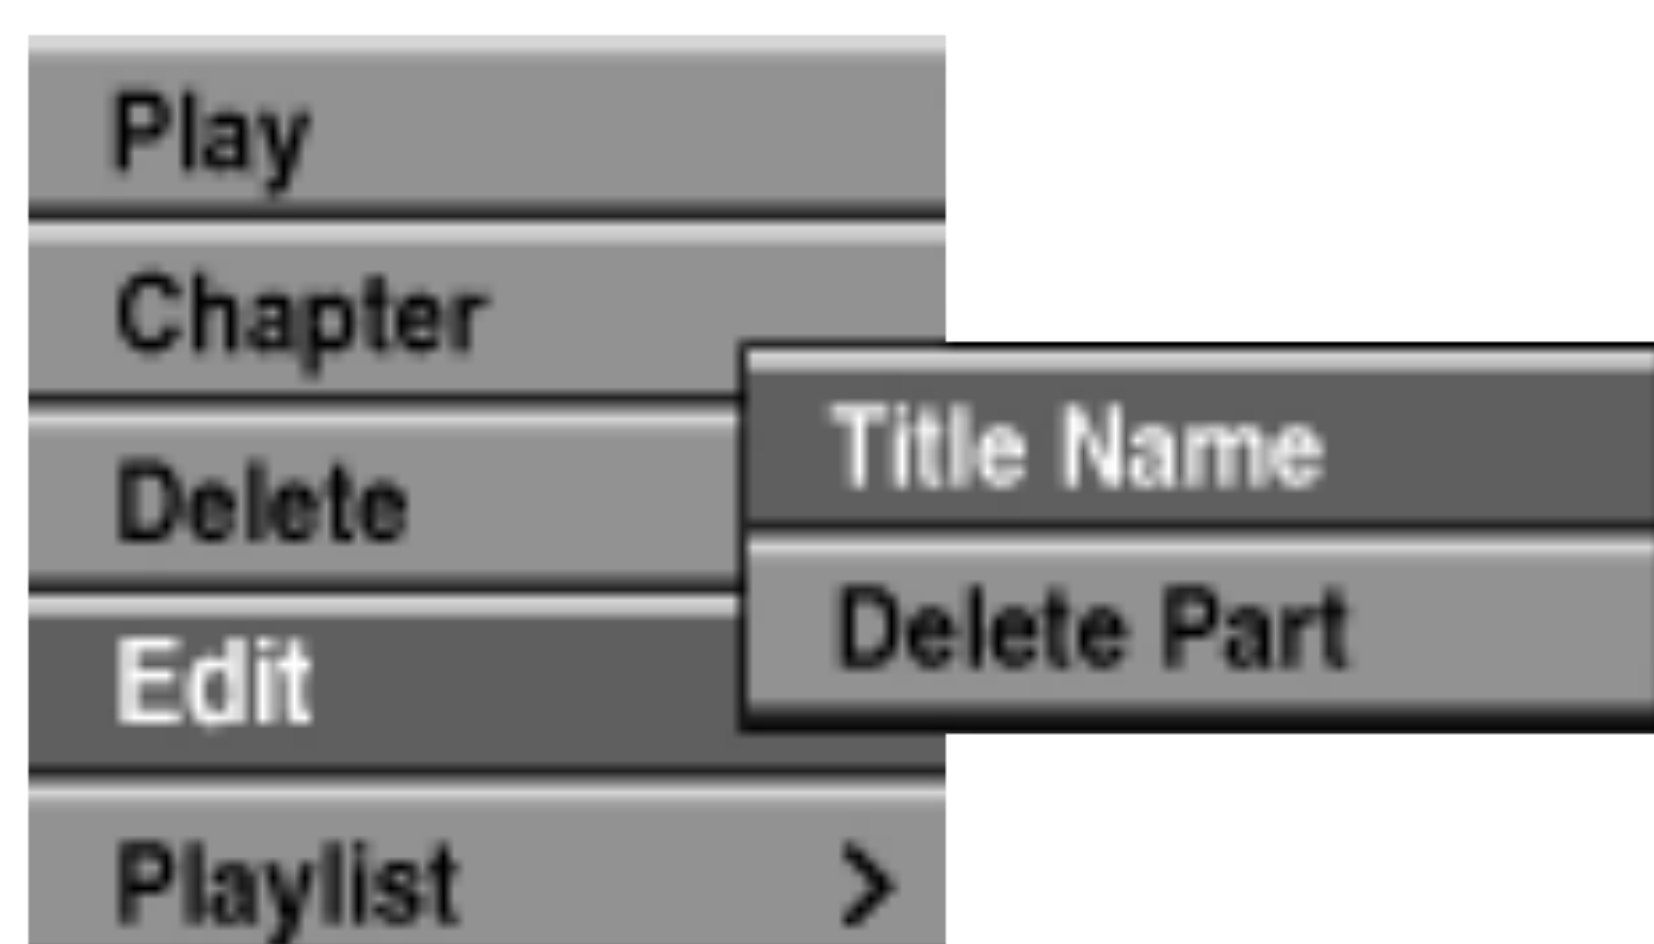 Play
Chapter
Delete
Edit
Playlist >
Title Name
Delete Part